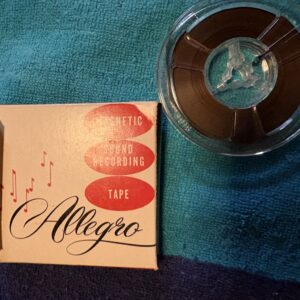 MAGNETIC
SOUND
RECORDING
TAPE
Allegro